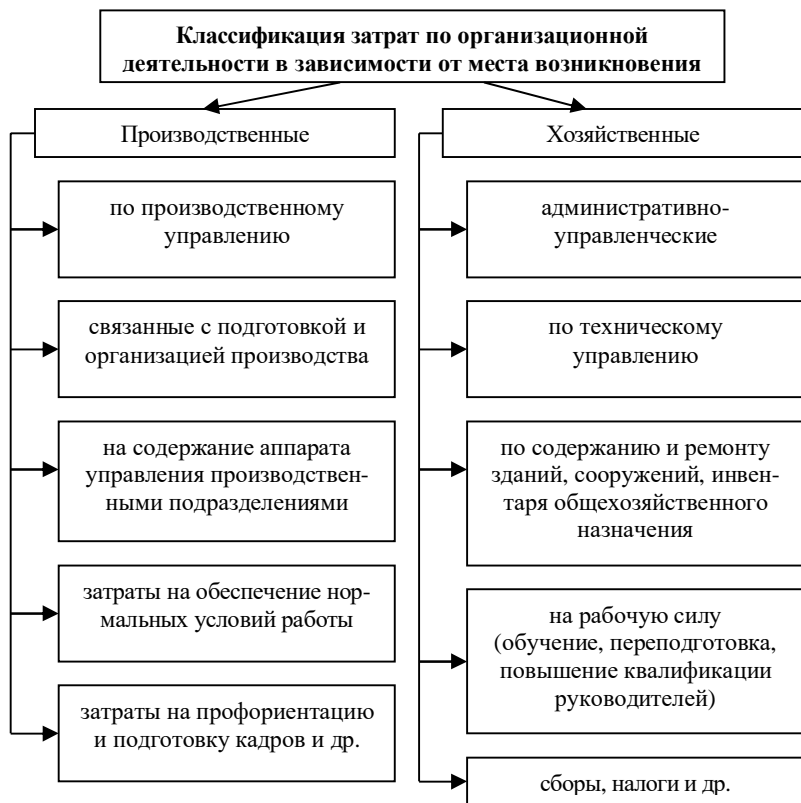 Классификация затрат по организационной
деятельности в зависимости от места возникновения
Производственные
по производственному
управлению
связанные с подготовкой и
организацией производства
на содержание аппарата
управления производствен-
ными подразделениями
затраты на обеспечение нор-
мальных условий работы
затраты на профориентацию
и подготовку кадров и др.
Хозяйственные
административно-
управленческие
по техническому
управлению
по содержанию и ремонту
зданий, сооружений, инвен-
таря общехозяйственного
назначения
на рабочую силу
(обучение, переподготовка,
повышение квалификации
руководителей)
сборы, налоги и др.